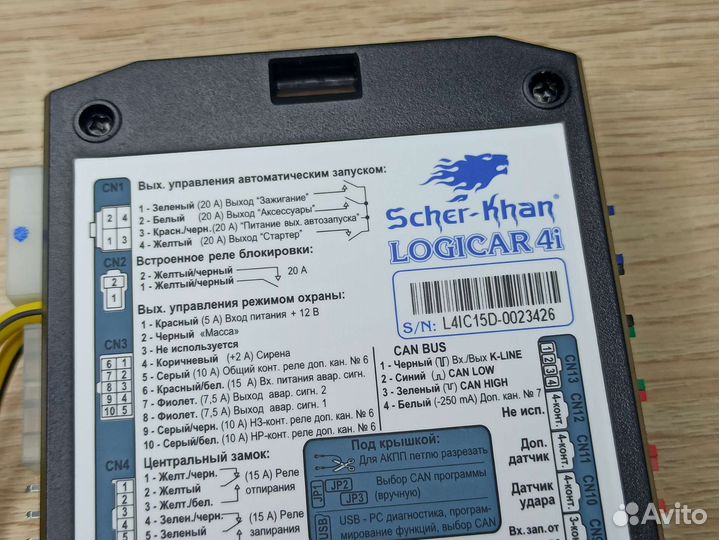 CN1
Вых. управления автоматическим запуском:
1 - Зеленый (20 А) Выход "Зажигание"
2 - Белый (20 А) Выход "Аксессуары"
3 - Красн./черн. (20 А) "Питание вых. автозапуска"
4 - Желтый (20 А) Выход "Стартер"
2 4
1 3
CN2
Встроенное реле блокировки:
2 - Желтый/черный
1 - Желтый/черный
20 А
2
1
Вых. управления режимом охраны:
CN3
1 - Красный (5 А) Вход питания + 12 В
2 - Черный «Масса»
3 - Не используется
4 - Коричневый (+2 А) Сирена
5 - Серый (10 А) Общий конт. реле доп. кан. № 6
6 - Красный/бел. (15 А) Вх. питания авар. сигн.
7 - Фиолет. (7,5 А) Выход авар. сигн. 2
8 - Фиолет. (7,5 А) Выход авар. сигн. 1
9 - Серый/черн. (10 А) НЗ-конт. реле доп. кан. № 6
10 - Серый/бел. (10 А) НР-конт. реле доп. кан. № 6
6 1
7 2
8 3
9 4
10 5
CN4
Центральный замок:
1 - Желт./черн.
2 - Желтый
3 - Желт./бел.
(15 А) Реле отпирания
4 - Зелен./черн.
5 - Зеленый
(15 А) Реле запирания
Scher-Khan®
LOGICAR 4i
S/N: L4IC15D-0023426
CAN BUS
1 - Черный Вх./Вых K-LINE
2 - Синий CAN LOW
3 - Зеленый CAN HIGH
4 - Белый (-250 mA) Доп. кан. № 7
1 2 3 4
CN13
CN12
CN11
CN10
4-конт.
4-конт.
4-конт.
3-конт.
Не исп.
Доп. датчик
Датчик удара
Вх. зап. от
Под крышкой:
Для АКПП петлю разрезать
JP1
JP2
JP3
Выбор CAN программы (вручную)
USB
USB - PC диагностика, программирование функций, выбор CAN
Avito